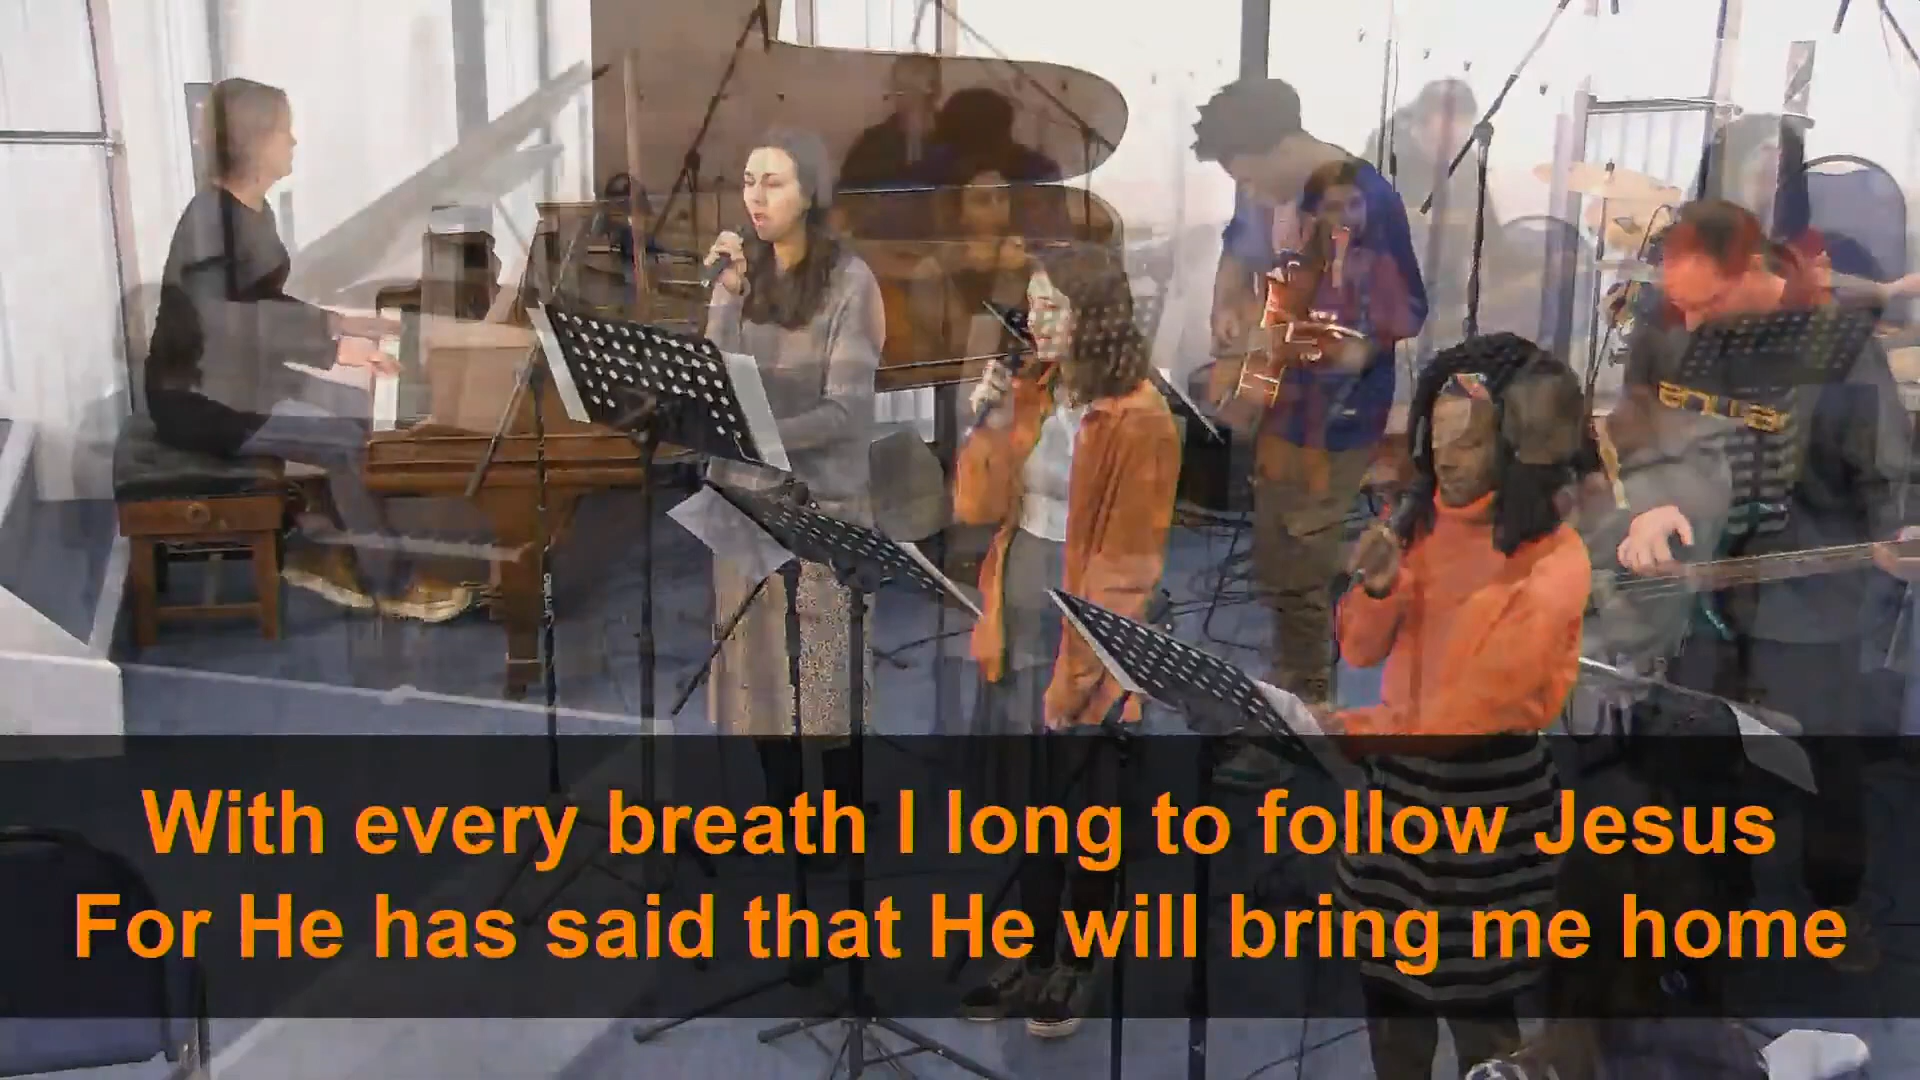 With every breath I long to follow Jesus
For He has said that He will bring me home